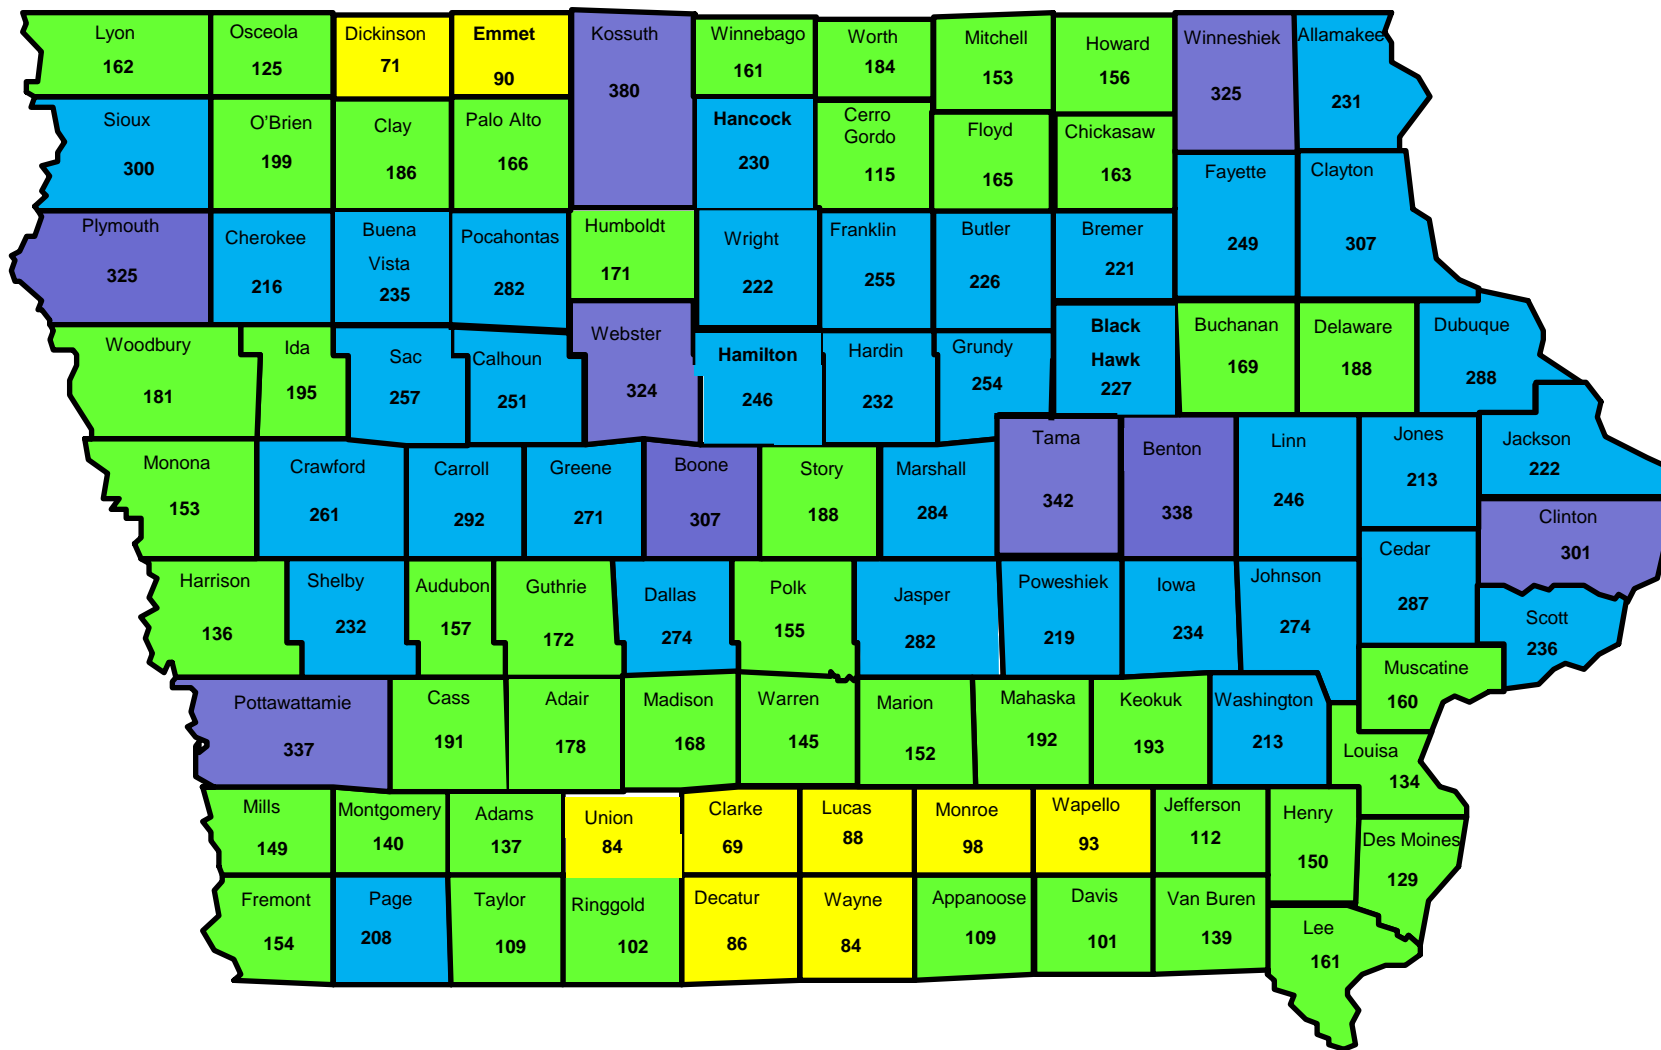 Lyon
162
Osceola
125
Dickinson
71
Emmet
90
Kossuth
380
Winnebago
161
Worth
184
Mitchell
153
Howard
156
Winneshiek
325
Allamakee
231
Sioux
300
O'Brien
199
Clay
186
Palo Alto
166
Hancock
230
Cerro
Gordo
115
Floyd
165
Chickasaw
163
Fayette
249
Clayton
307
Plymouth
325
Cherokee
216
Buena
Vista
235
Pocahontas
282
Humboldt
171
Wright
222
Franklin
255
Butler
226
Bremer
221
Woodbury
181
Ida
195
Sac
257
Calhoun
251
Webster
324
Hamilton
246
Hardin
232
Grundy
254
Black
Hawk
227
Buchanan
169
Delaware
188
Dubuque
288
Monona
153
Crawford
261
Carroll
292
Greene
271
Boone
307
Story
188
Marshall
284
Tama
342
Benton
338
Linn
246
Jones
213
Jackson
222
Clinton
301
Harrison
136
Shelby
232
Audubon
157
Guthrie
172
Dallas
274
Polk
155
Jasper
282
Poweshiek
219
Iowa
234
Johnson
274
Cedar
287
Scott
236
Muscatine
160
Pottawattamie
337
Cass
191
Adair
178
Madison
168
Warren
145
Marion
152
Mahaska
192
Keokuk
193
Washington
213
Louisa
134
Mills
149
Montgomery
140
Adams
137
Union
84
Clarke
69
Lucas
88
Monroe
98
Wapello
93
Jefferson
112
Henry
150
Des Moines
129
Fremont
154
Page
208
Taylor
109
Ringgold
102
Decatur
86
Wayne
84
Appanoose
109
Davis
101
Van Buren
139
Lee
161